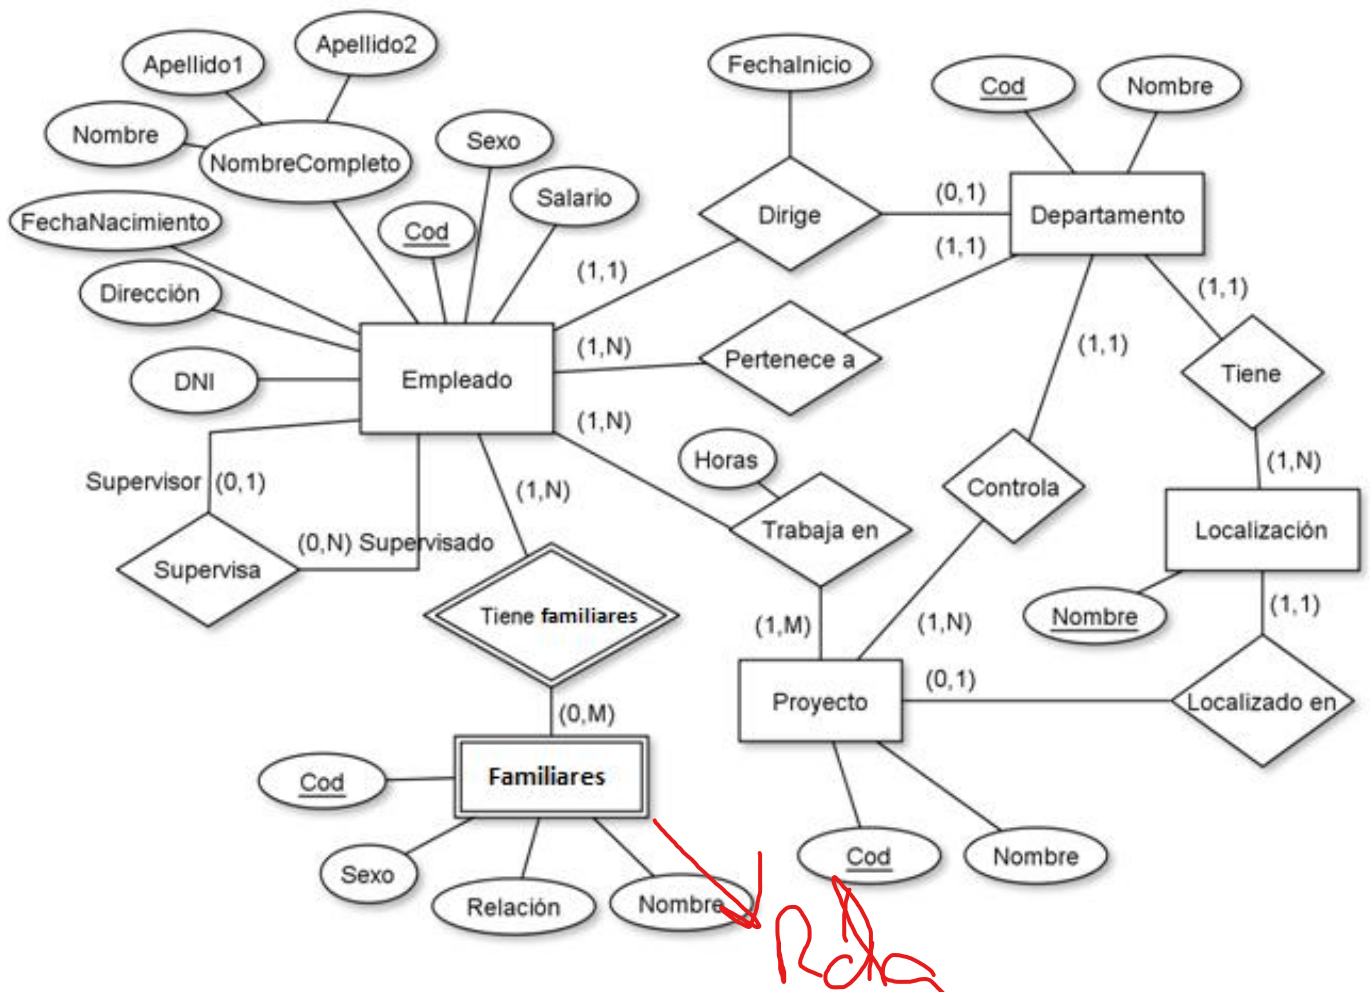 Apellido2
Apellido1
FechaInicio
Cod
Nombre
Nombre
Sexo
NombreCompleto
Salario
(0,1)
Dirige
Departamento
FechaNacimiento
Cod
(1,1)
(1,1)
Dirección
(1,1)
(1,N)
(1,1)
Pertenece a
Tiene
DNI
Empleado
(1,N)
Horas
(1,N)
Supervisor
(0,1)
(1,N)
Controla
Trabaja en
Localización
(0,N) Supervisado
Supervisa
(1,1)
Tiene familiares
Nombre
(1,M)
(1,N)
(0,1)
Proyecto
Localizado en
(0,M)
Familiares
Cod
Cod
Nombre
Sexo
Relación
Nombre